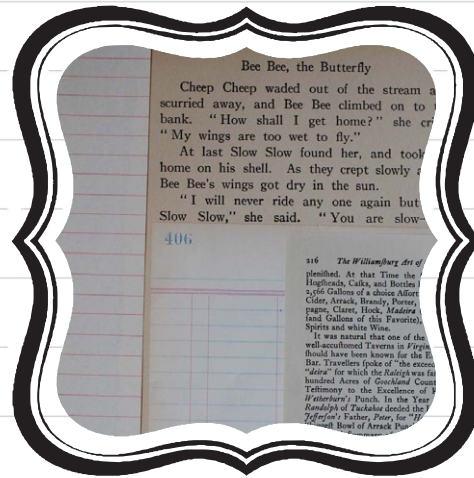 Bee Bee, the Butterfly
Cheep Cheep waded out of the stream
scurried away, and Bee Bee climbed on to
bank. "How shall I get home?" she
"My wings are too wet to fly."
At last Slow Slow found her, and took
home on his shell. As they crept slowly
Bee Bee's wings got dry in the sun.
"I will never ride any one again but
Slow Slow," she said. "You are slow-
406
216 The Williamſburg Art of
pleniſhed. At that Time the
Hogſheads, Caſks, and Bottles
2,566 Gallons of a choice Aſſort
Cider, Arrack, Brandy, Porter,
pagne, Claret, Hock, Madeira
(and Gallons of this Favorite),
Spirits and white Wine.
It was natural that one of the
well-accuſtomed Taverns in Virgin
ſhould have been known for the
Bar. Travellers ſpoke of "the exceed
"deira" for which the Raleigh was fa
hundred Acres of Goochland Coun
Teſtimony to the Excellence of
Wetherburn's Punch. In the Year
Randolph of Tuckahoe deeded the
Jefferſon's Father, Peter, for "H
Bowl of Arrack Pun